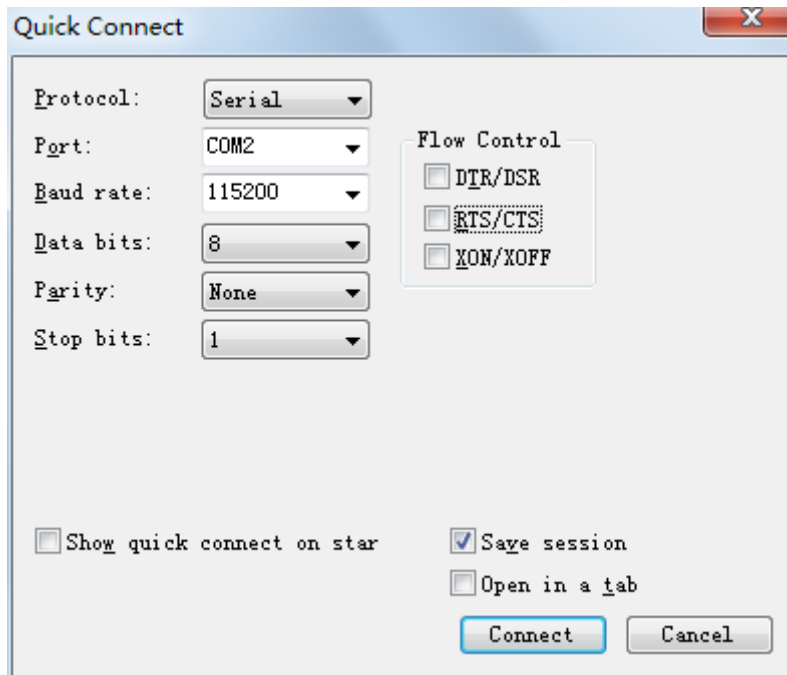 Quick Connect
Protocol: Serial
Port: COM2
Baud rate: 115200
Data bits: 8
Parity: None
Stop bits: 1
Flow Control
DTR/DSR
RTS/CTS
XON/XOFF
Show quick connect on star
Save session
Open in a tab
Connect
Cancel